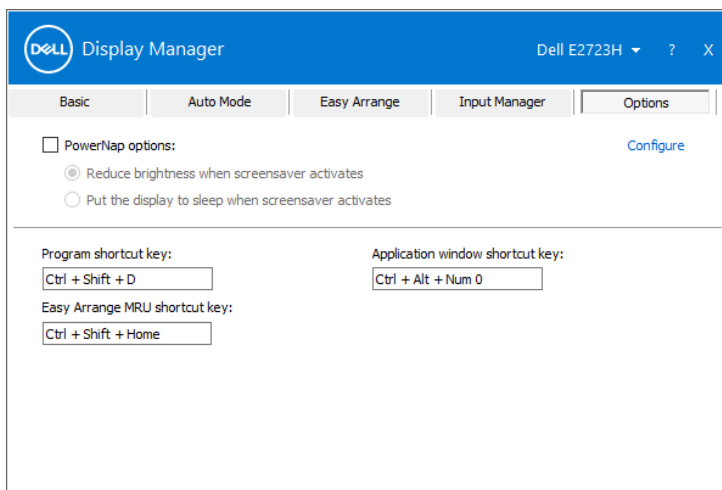 DELL Display Manager Dell E2723H ? X
Basic Auto Mode Easy Arrange Input Manager Options
PowerNap options: Configure
Reduce brightness when screensaver activates
Put the display to sleep when screensaver activates
Program shortcut key: Application window shortcut key:
Ctrl + Shift + D Ctrl + Alt + Num 0
Easy Arrange MRU shortcut key:
Ctrl + Shift + Home